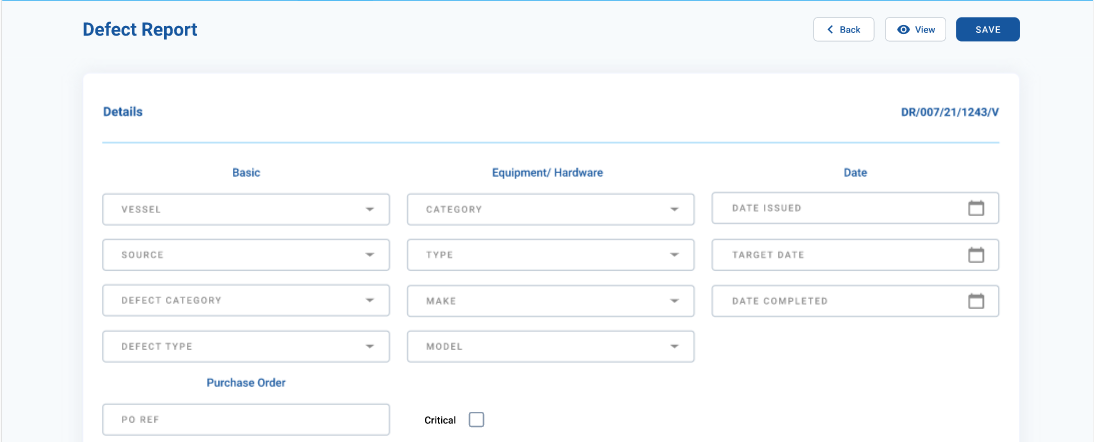 Defect Report
Back
View
SAVE
Details
DR/007/21/1243/V
Basic
Equipment/ Hardware
Date
VESSEL
CATEGORY
DATE ISSUED
SOURCE
TYPE
TARGET DATE
DEFECT CATEGORY
MAKE
DATE COMPLETED
DEFECT TYPE
MODEL
Purchase Order
PO REF
Critical